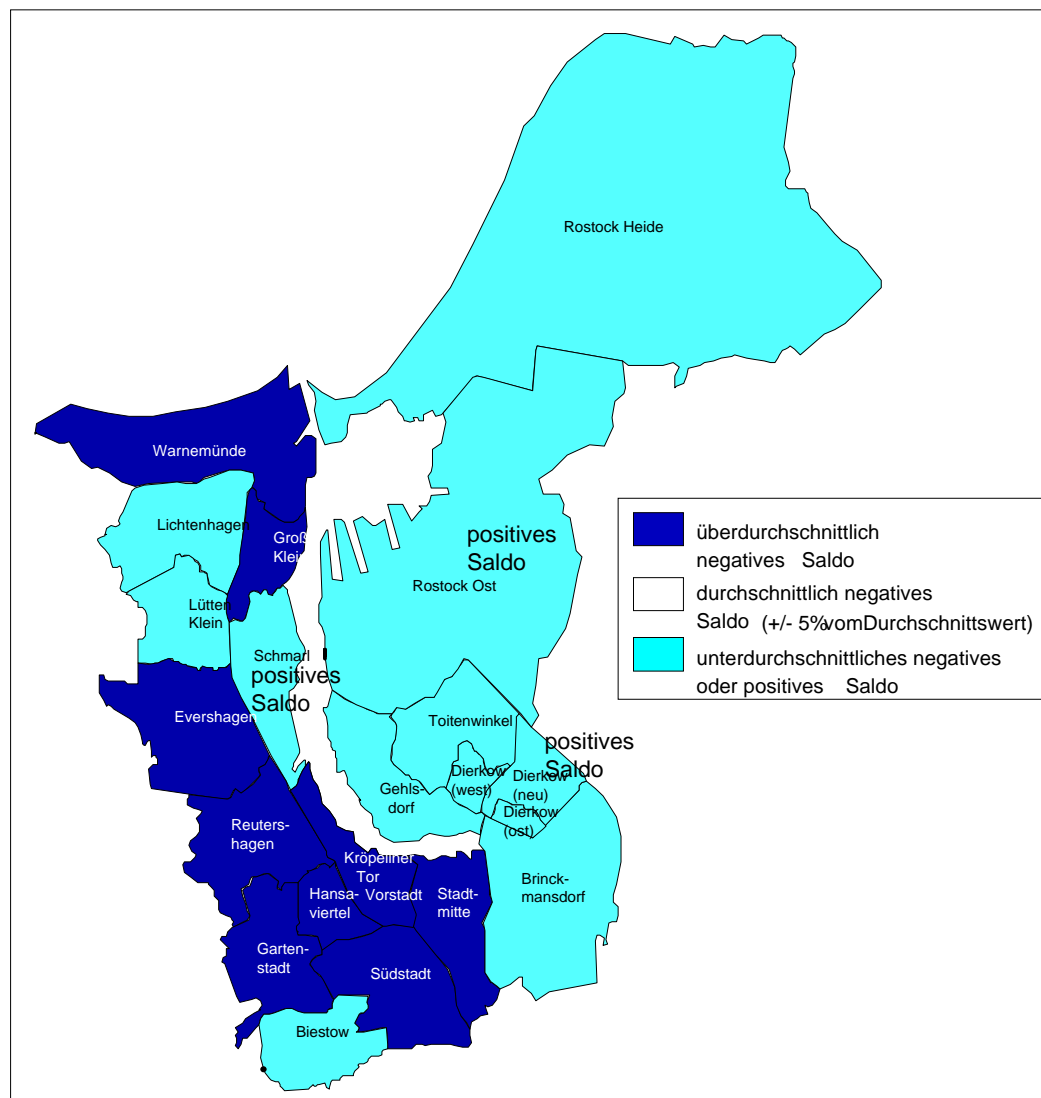 Rostock Heide
Warnemünde
Lichtenhagen
Groß
Klein
positives
Saldo
Rostock Ost
Lütten
Klein
Schmarl
positives
Saldo
Evershagen
Toitenwinkel
positives
Saldo
Dierkow
(west)
Dierkow
(neu)
Dierkow
(ost)
Gehls-
dorf
Reuters-
hagen
Kröpeliner
Tor
Vorstadt
Hansa-
viertel
Stadt-
mitte
Brinck-
mansdorf
Garten-
stadt
Südstadt
Biestow
überdurchschnittlich
negatives Saldo
durchschnittlich negatives
Saldo (+/- 5%vomDurchschnittswert)
unterdurchschnittliches negatives
oder positives Saldo